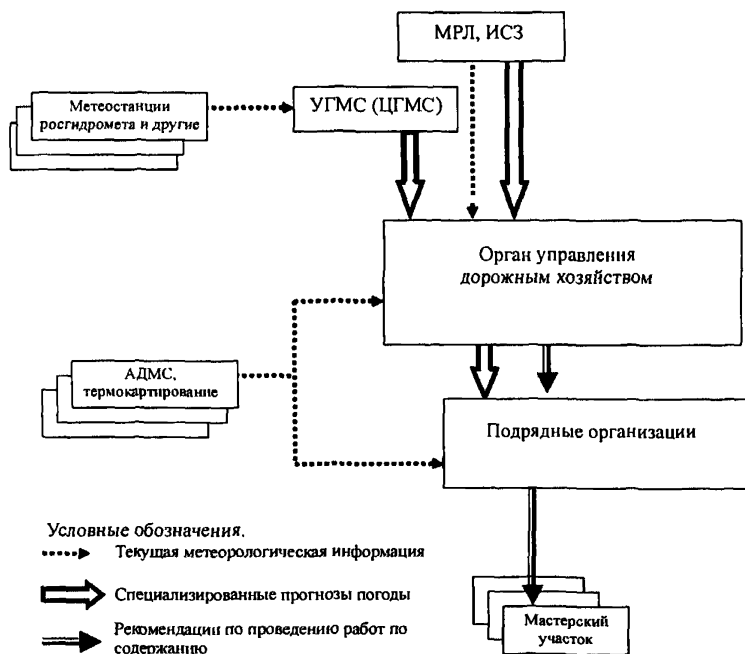 МРЛ, ИСЗ
Метеостанции
росгидромета и другие
УГМС (ЦГМС)
Орган управления
дорожным хозяйством
АДМС,
термокартирование
Подрядные организации
Условные обозначения.
Текущая метеорологическая информация
Специализированные прогнозы погоды
Рекомендации по проведению работ по
содержанию
Мастерский
участок